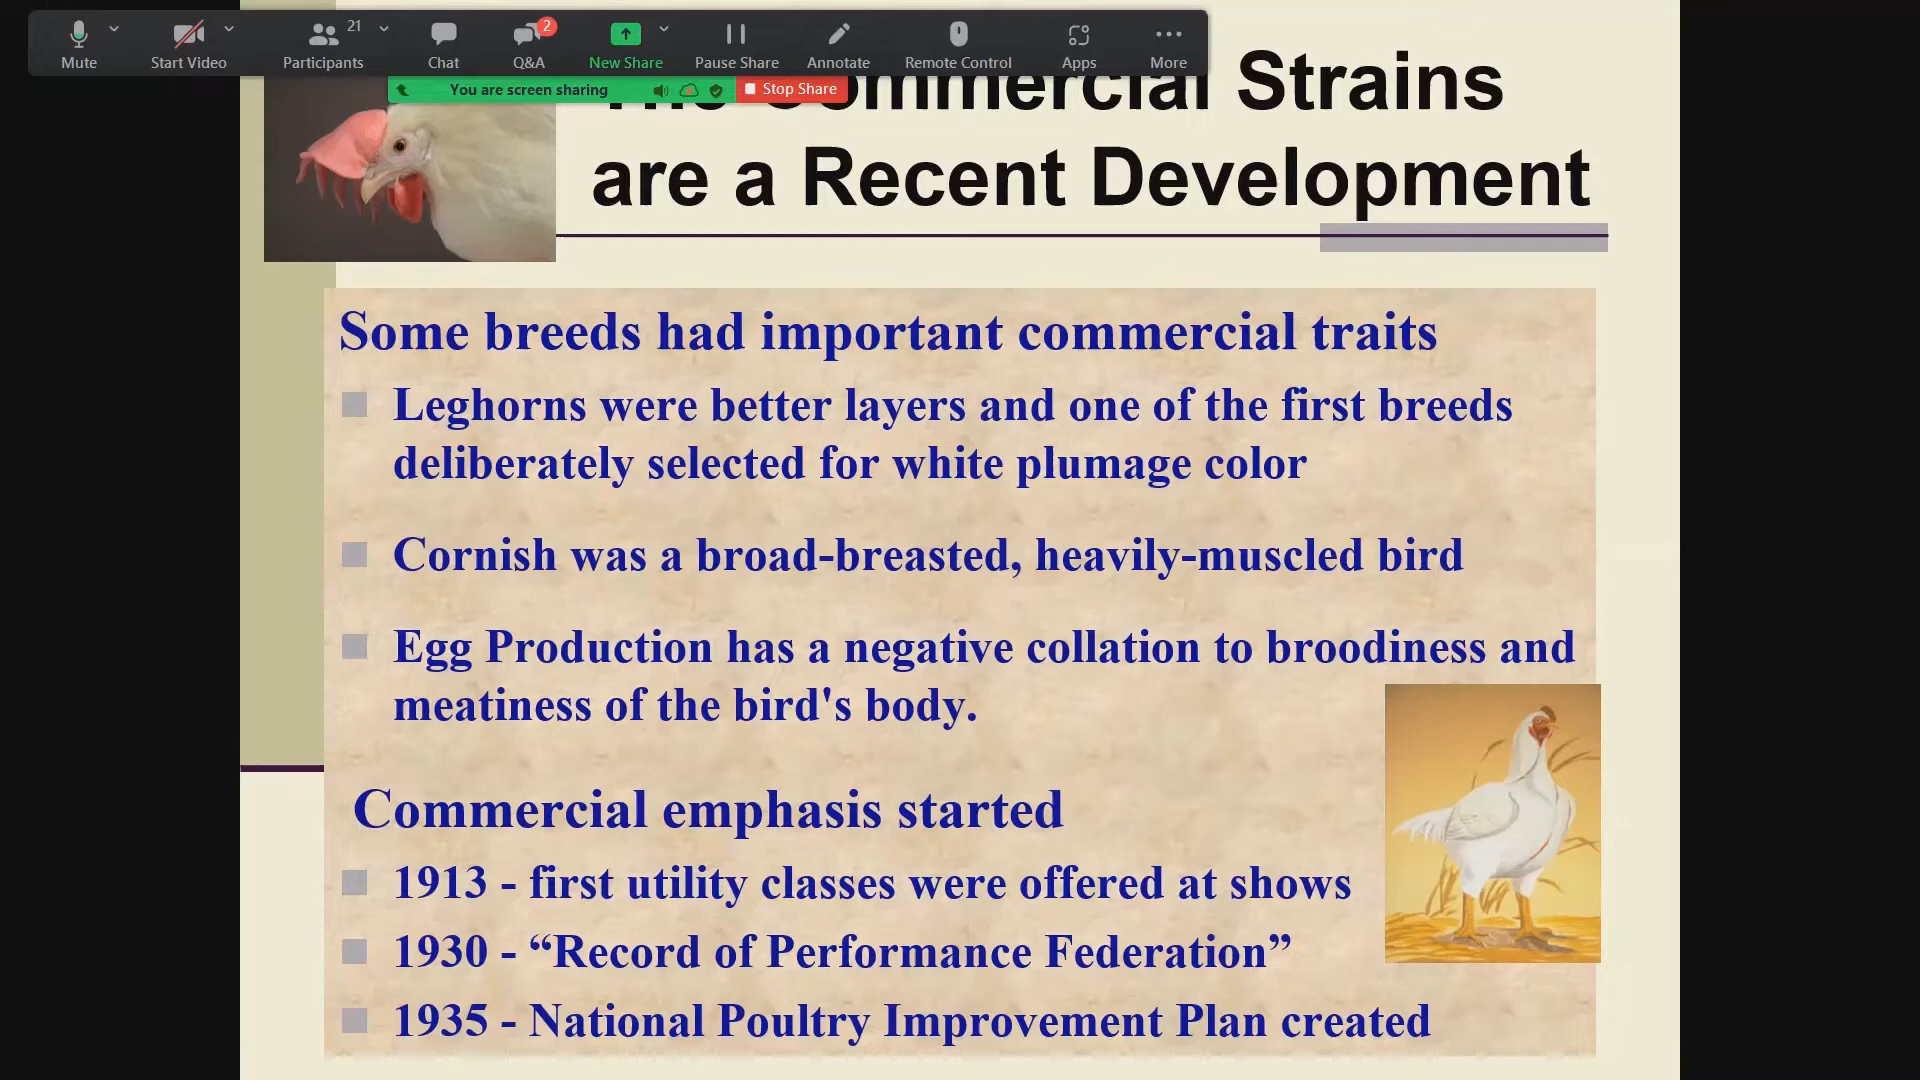 Mute
Start Video
Participants
21
Chat
Q&A
2
New Share
Pause Share
Annotate
Remote Control
Apps
More
You are screen sharing
Stop Share
The Commercial Strains
are a Recent Development
Some breeds had important commercial traits
Leghorns were better layers and one of the first breeds
deliberately selected for white plumage color
Cornish was a broad-breasted, heavily-muscled bird
Egg Production has a negative collation to broodiness and
meatiness of the bird's body.
Commercial emphasis started
1913 - first utility classes were offered at shows
1930 - “Record of Performance Federation”
1935 - National Poultry Improvement Plan created